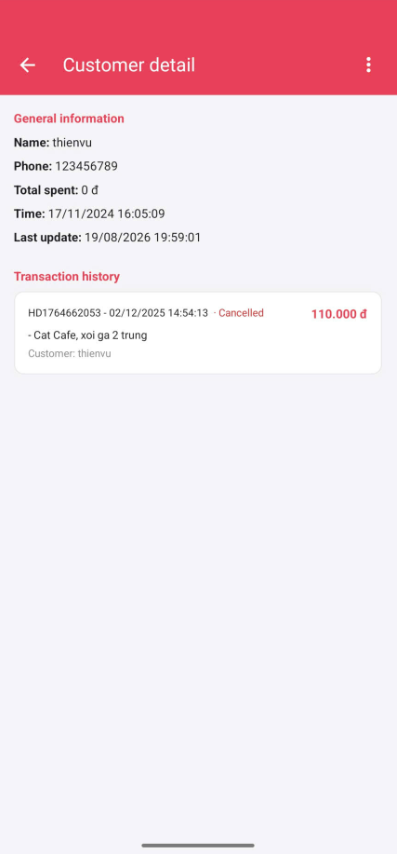 Customer detail
General information
Name: thienvu
Phone: 123456789
Total spent: 0 đ
Time: 17/11/2024 16:05:09
Last update: 19/08/2026 19:59:01
Transaction history
HD1764662053 - 02/12/2025 14:54:13 - Cancelled 110.000 đ
- Cat Cafe, xoi ga 2 trung
Customer: thienvu